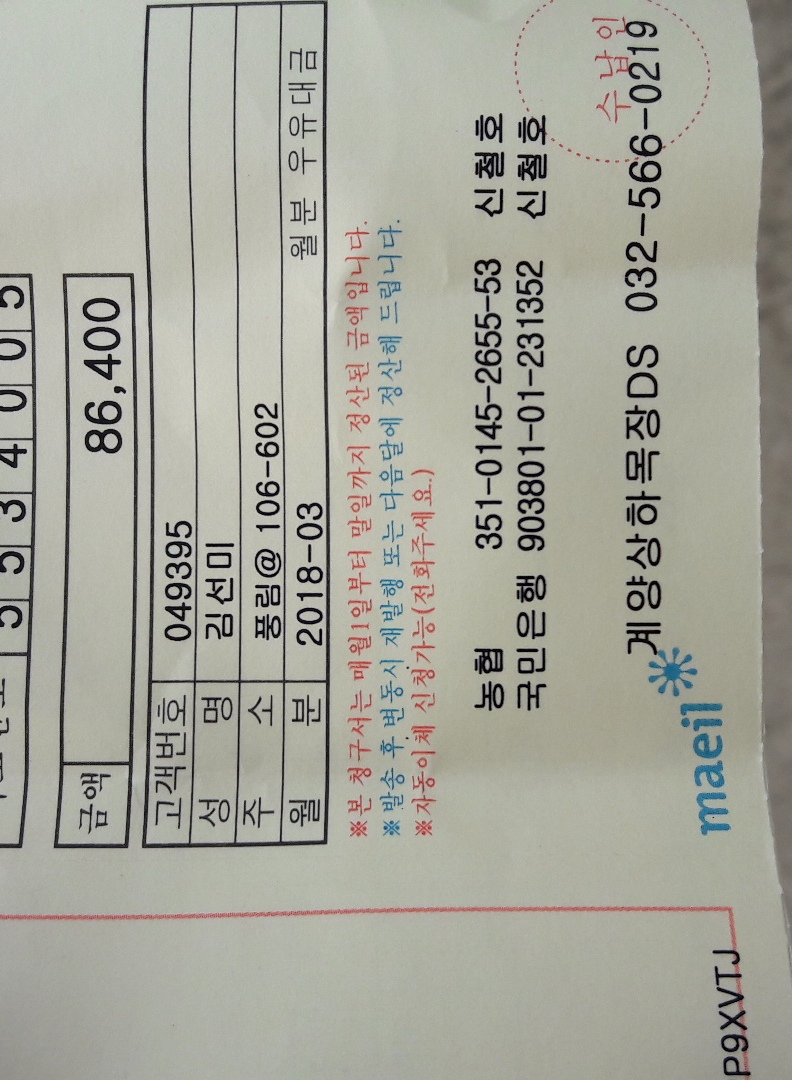 5 5 3 4 0 0 5
금액 86,400
고객번호 049395
성 명 김선미
주 소 풍림@ 106-602
월 분 2018-03 월분 우유대금
※본 청구서는 매월1일부터 말일까지 정산된 금액입니다.
※발송 후 변동시 재발행 또는 다음달에 정산해 드립니다.
※자동이체 신청가능(전화주세요.)
농협 351-0145-2655-53 신철호
국민은행 903801-01-231352 신철호
수납인
계양상하목장DS 032-566-0219
maeil
P9XVTJ